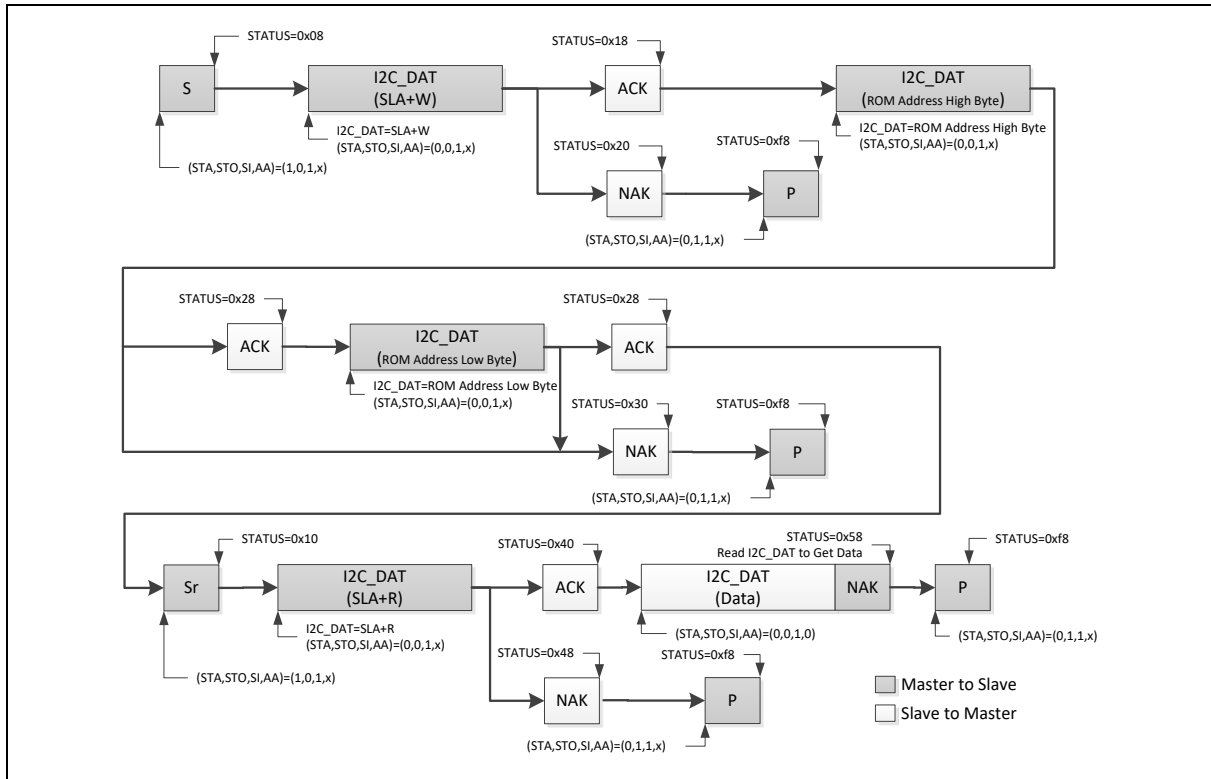 STATUS=0x08
STATUS=0x18
S
I2C_DAT
(SLA+W)
ACK
I2C_DAT
(ROM Address High Byte)
I2C_DAT=SLA+W
(STA,STO,SI,AA)=(0,0,1,x)
I2C_DAT=ROM Address High Byte
(STA,STO,SI,AA)=(0,0,1,x)
(STA,STO,SI,AA)=(1,0,1,x)
STATUS=0x20
STATUS=0xf8
NAK
P
(STA,STO,SI,AA)=(0,1,1,x)
STATUS=0x28
STATUS=0x28
ACK
I2C_DAT
(ROM Address Low Byte)
ACK
I2C_DAT=ROM Address Low Byte
(STA,STO,SI,AA)=(0,0,1,x)
STATUS=0x30
STATUS=0xf8
NAK
P
(STA,STO,SI,AA)=(0,1,1,x)
STATUS=0x10
STATUS=0x40
STATUS=0x58
Read I2C_DAT to Get Data
STATUS=0xf8
Sr
I2C_DAT
(SLA+R)
ACK
I2C_DAT
(Data)
NAK
P
I2C_DAT=SLA+R
(STA,STO,SI,AA)=(0,0,1,x)
(STA,STO,SI,AA)=(0,0,1,0)
(STA,STO,SI,AA)=(0,1,1,x)
(STA,STO,SI,AA)=(1,0,1,x)
STATUS=0x48
STATUS=0xf8
NAK
P
(STA,STO,SI,AA)=(0,1,1,x)
Master to Slave
Slave to Master